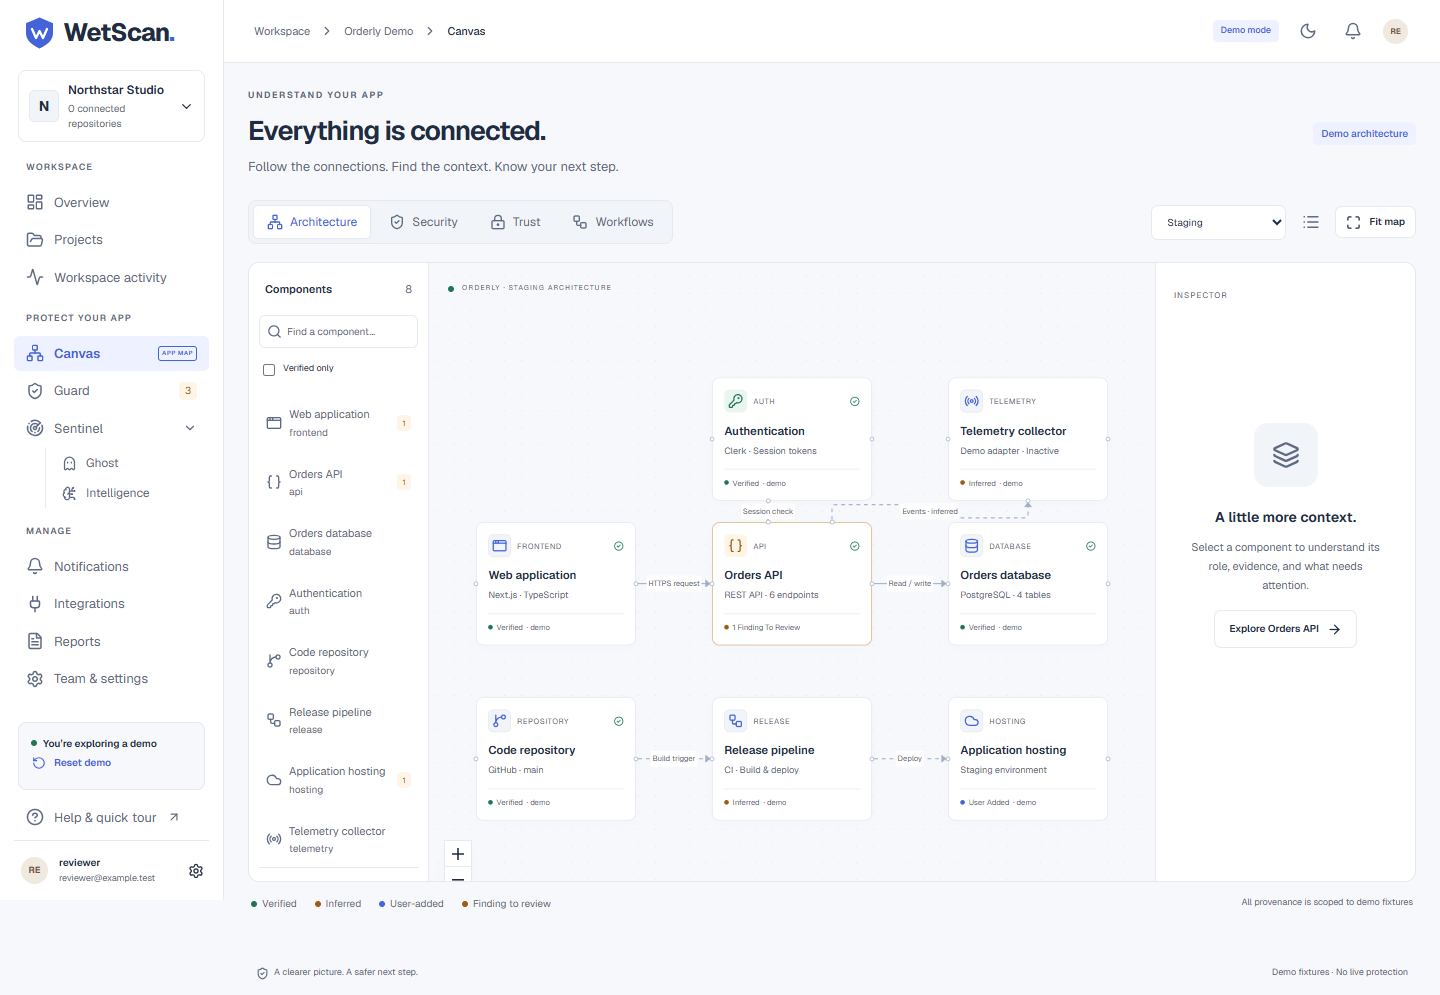 WetScan.
Workspace > Orderly Demo > Canvas
Demo mode
RE
N
Northstar Studio
0 connected
repositories
WORKSPACE
Overview
Projects
Workspace activity
PROTECT YOUR APP
Canvas
APP MAP
Guard
3
Sentinel
Ghost
Intelligence
MANAGE
Notifications
Integrations
Reports
Team & settings
You're exploring a demo
Reset demo
Help & quick tour
RE
reviewer
reviewer@example.test
UNDERSTAND YOUR APP
Everything is connected.
Follow the connections. Find the context. Know your next step.
Demo architecture
Architecture
Security
Trust
Workflows
Staging
Fit map
Components
8
Find a component...
Verified only
Web application
frontend
1
Orders API
api
1
Orders database
database
Authentication
auth
Code repository
repository
Release pipeline
release
Application hosting
hosting
1
Telemetry collector
telemetry
ORDERLY · STAGING ARCHITECTURE
AUTH
Authentication
Clerk · Session tokens
Verified · demo
TELEMETRY
Telemetry collector
Demo adapter · Inactive
Inferred · demo
Session check
Events · inferred
FRONTEND
Web application
Next.js · TypeScript
Verified · demo
HTTPS request
API
Orders API
REST API · 6 endpoints
1 Finding To Review
Read / write
DATABASE
Orders database
PostgreSQL · 4 tables
Verified · demo
REPOSITORY
Code repository
GitHub · main
Verified · demo
Build trigger
RELEASE
Release pipeline
CI · Build & deploy
Inferred · demo
Deploy
HOSTING
Application hosting
Staging environment
User Added · demo
INSPECTOR
A little more context.
Select a component to understand its
role, evidence, and what needs
attention.
Explore Orders API
Verified
Inferred
User-added
Finding to review
All provenance is scoped to demo fixtures
A clearer picture. A safer next step.
Demo fixtures · No live protection